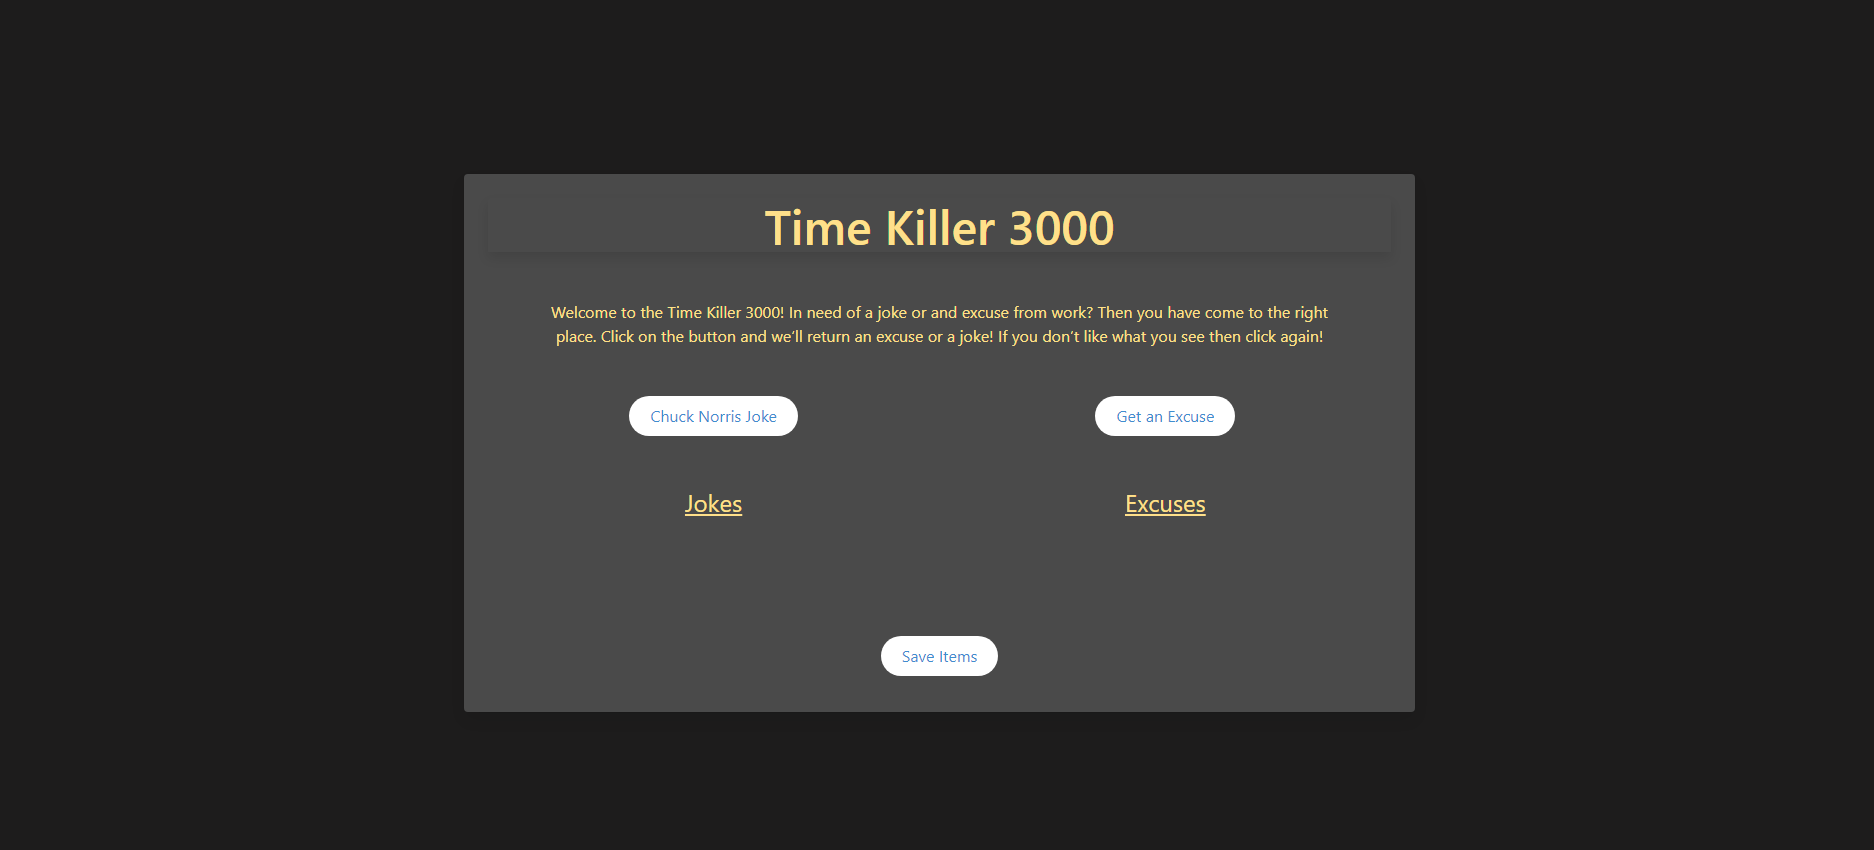 Time Killer 3000
Welcome to the Time Killer 3000! In need of a joke or and excuse from work? Then you have come to the right
place. Click on the button and we’ll return an excuse or a joke! If you don’t like what you see then click again!
Chuck Norris Joke
Get an Excuse
Jokes
Excuses
Save Items